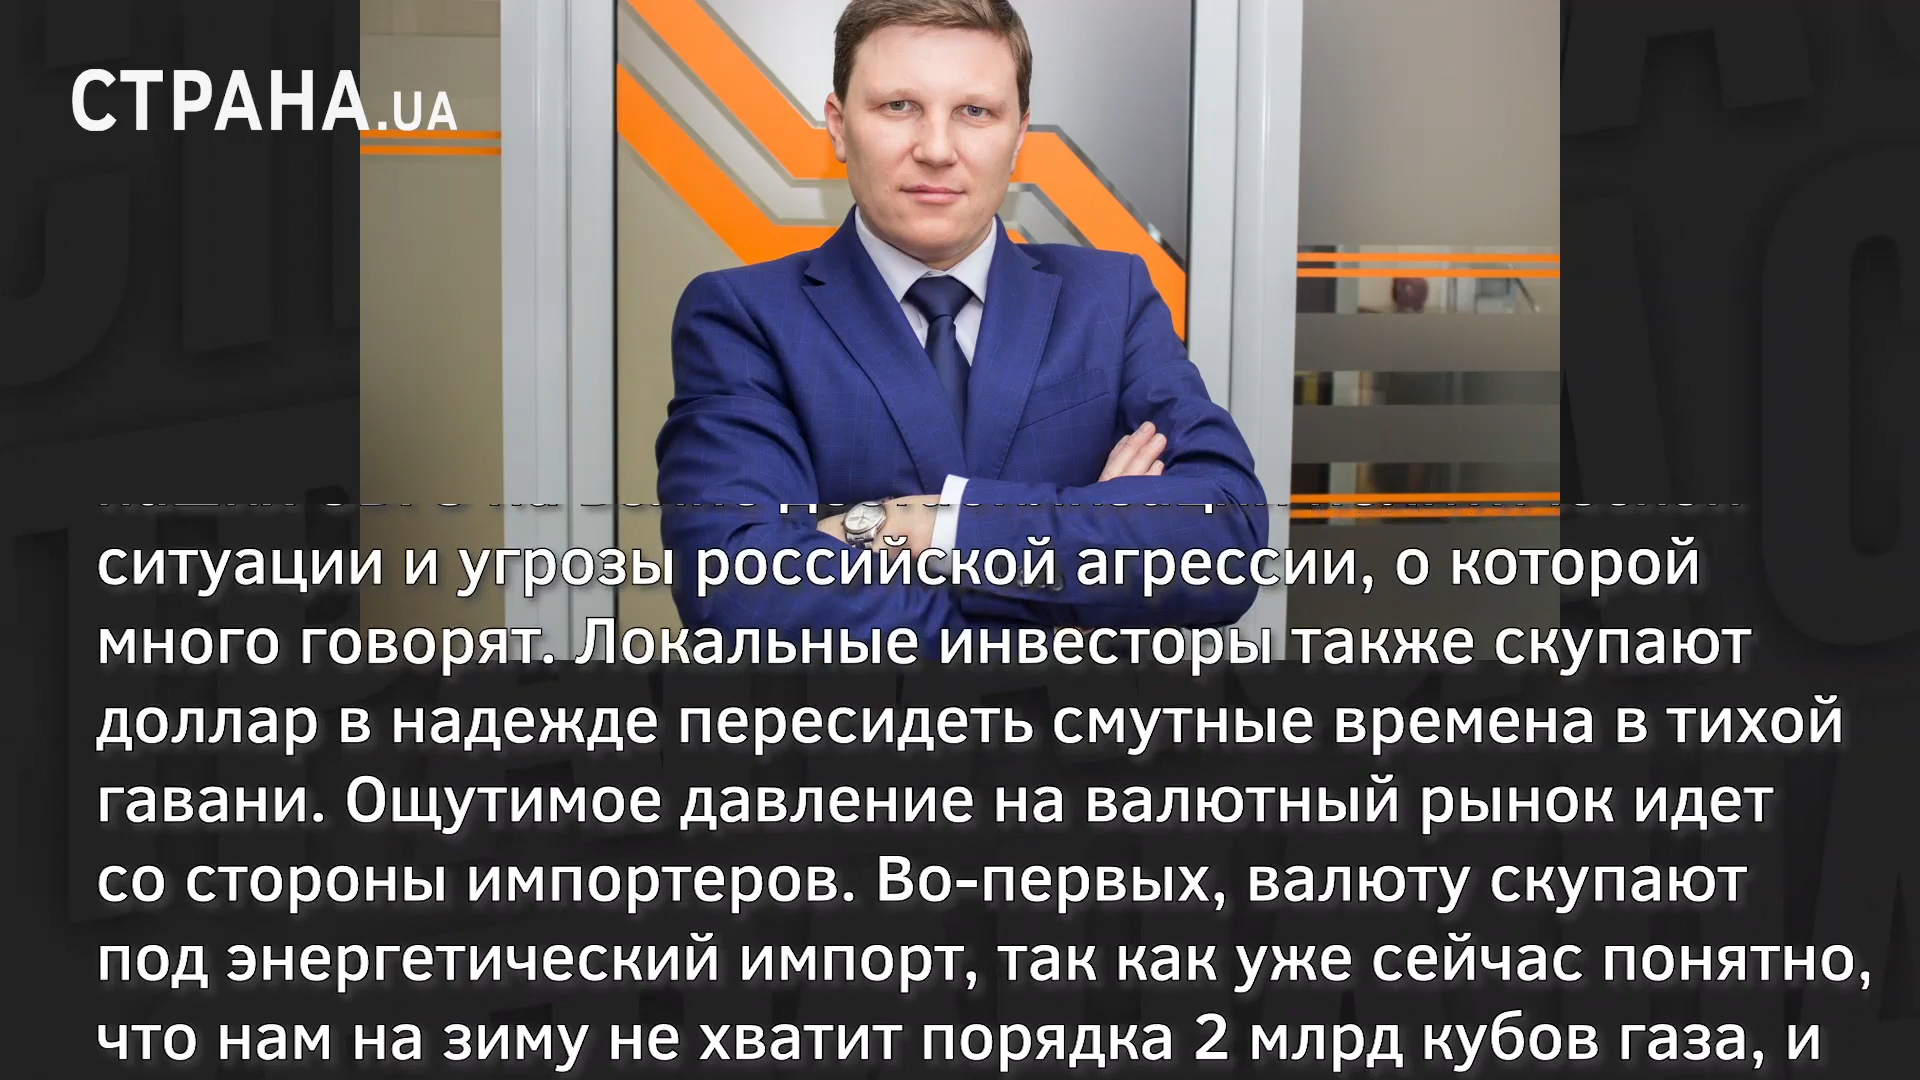 СТРАНА.UA
ситуации и угрозы российской агрессии, о которой
много говорят. Локальные инвесторы также скупают
доллар в надежде пересидеть смутные времена в тихой
гавани. Ощутимое давление на валютный рынок идет
со стороны импортеров. Во-первых, валюту скупают
под энергетический импорт, так как уже сейчас понятно,
что нам на зиму не хватит порядка 2 млрд кубов газа, и